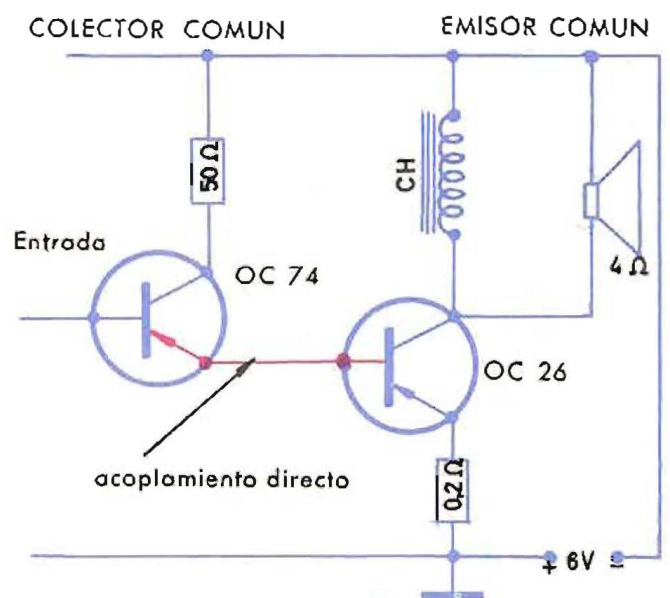 COLECTOR COMUN
EMISOR COMUN
50 Ω
CH
Entrada
OC 74
4 Ω
OC 26
acoplamiento directo
0,2 Ω
+ 6V =